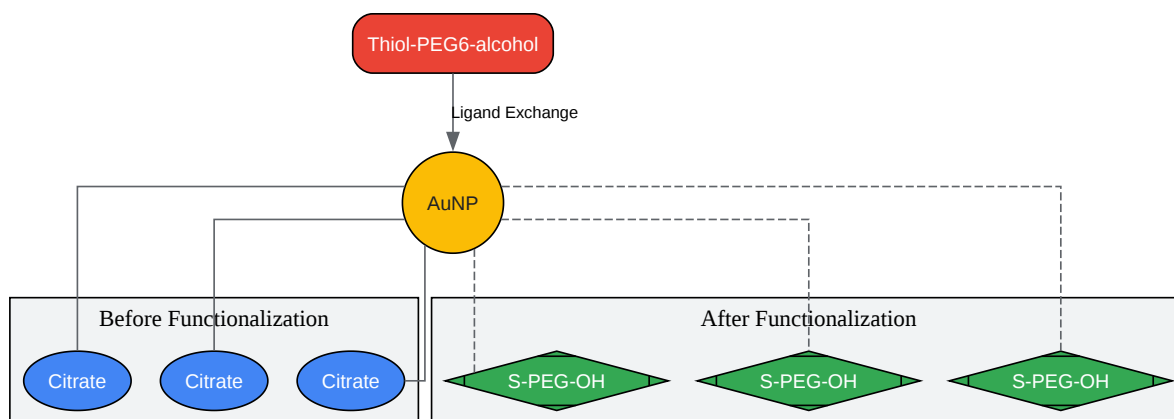 Thiol-PEG6-alcohol
Ligand Exchange
AuNP
Before Functionalization
After Functionalization
Citrate
Citrate
Citrate
S-PEG-OH
S-PEG-OH
S-PEG-OH